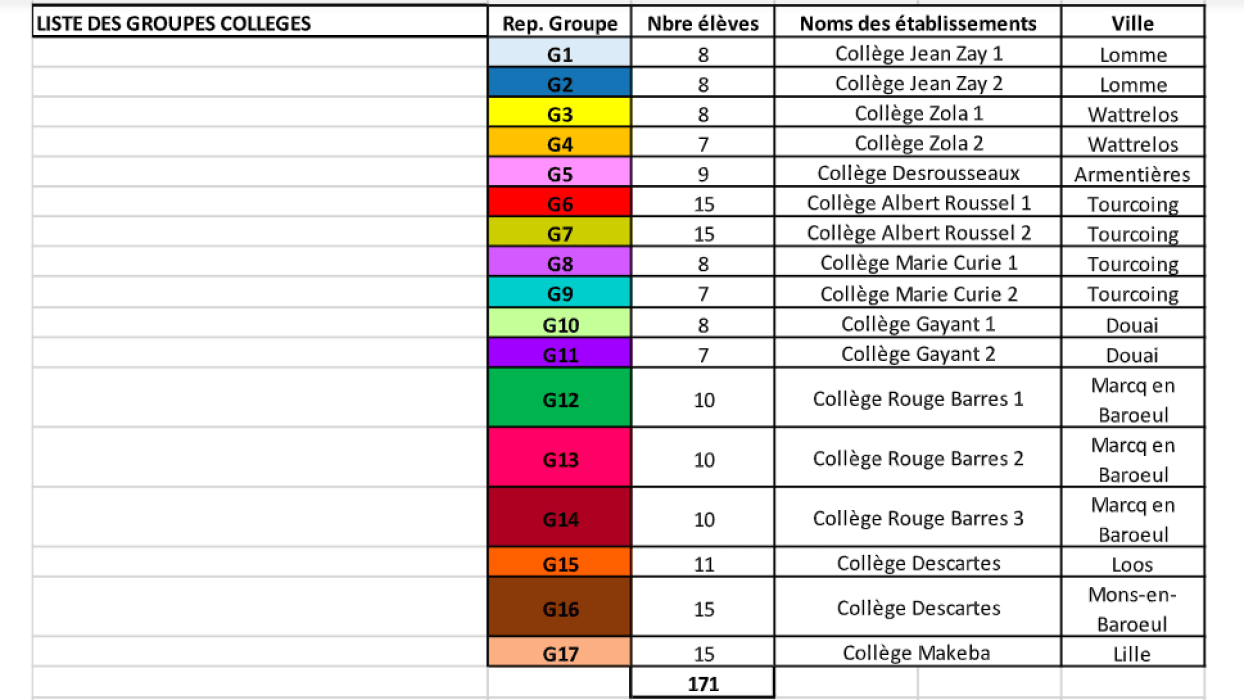 LISTE DES GROUPES COLLEGES Rep. Groupe Nbre élèves Noms des établissements Ville
G1 8 Collège Jean Zay 1 Lomme
G2 8 Collège Jean Zay 2 Lomme
G3 8 Collège Zola 1 Wattrelos
G4 7 Collège Zola 2 Wattrelos
G5 9 Collège Desrousseaux Armentières
G6 15 Collège Albert Roussel 1 Tourcoing
G7 15 Collège Albert Roussel 2 Tourcoing
G8 8 Collège Marie Curie 1 Tourcoing
G9 7 Collège Marie Curie 2 Tourcoing
G10 8 Collège Gayant 1 Douai
G11 7 Collège Gayant 2 Douai
G12 10 Collège Rouge Barres 1 Marcq en
Baroeul
G13 10 Collège Rouge Barres 2 Marcq en
Baroeul
G14 10 Collège Rouge Barres 3 Marcq en
Baroeul
G15 11 Collège Descartes Loos
G16 15 Collège Descartes Mons-en-
Baroeul
G17 15 Collège Makeba Lille
171